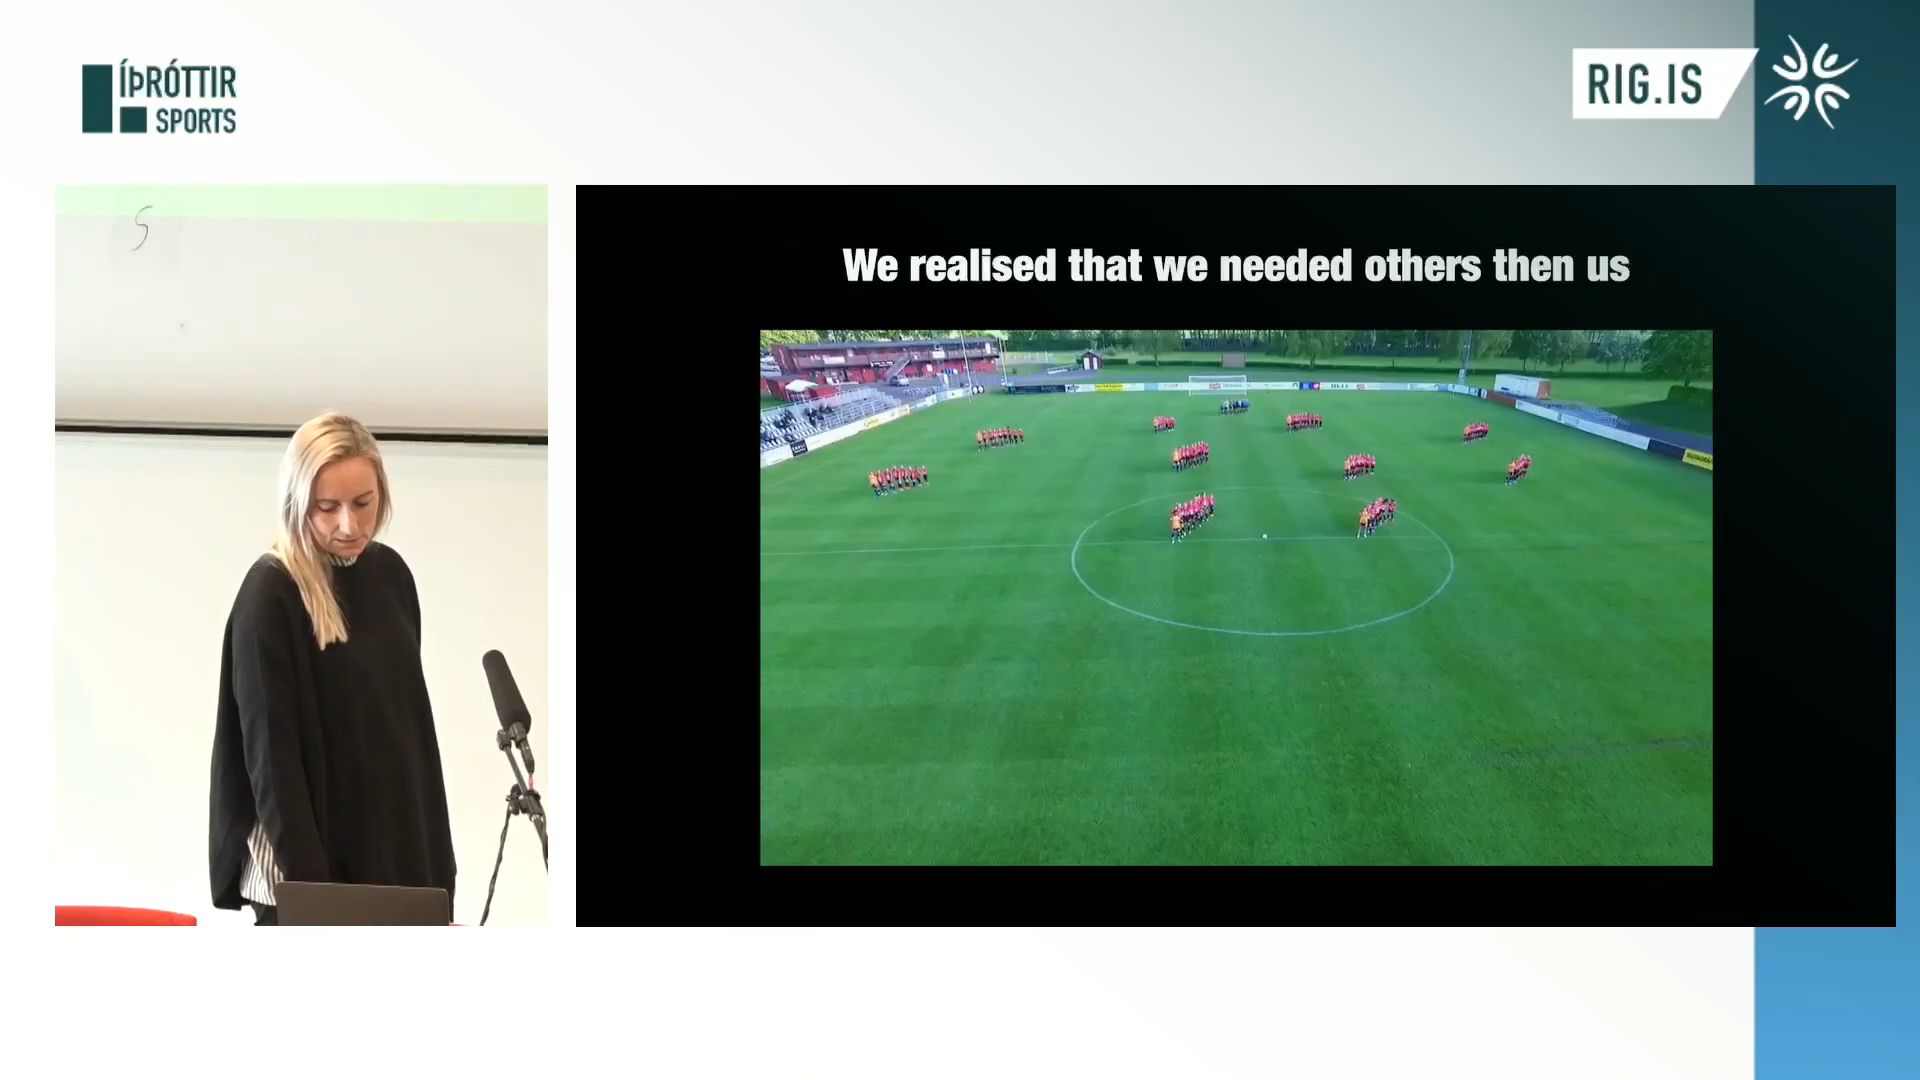 ÍÞRÓTTIR
SPORTS
RIG.IS
We realised that we needed others then us